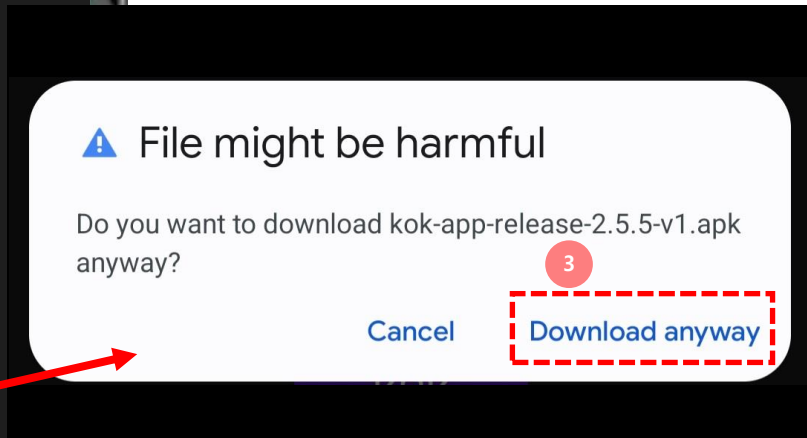 File might be harmful
Do you want to download kok-app-release-2.5.5-v1.apk
anyway?
3
Cancel
Download anyway